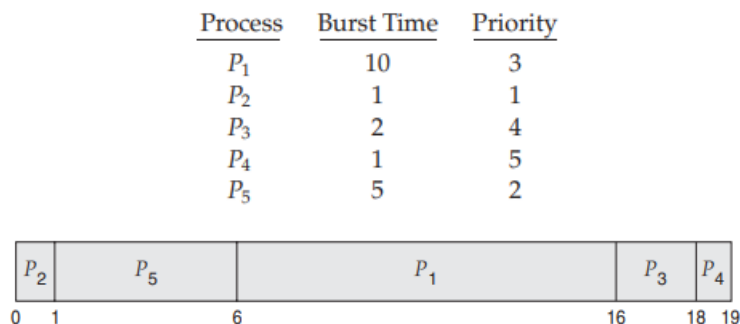 Process Burst Time Priority
P1 10 3
P2 1 1
P3 2 4
P4 1 5
P5 5 2
P2 P5 P1 P3 P4
0 1 6 16 18 19